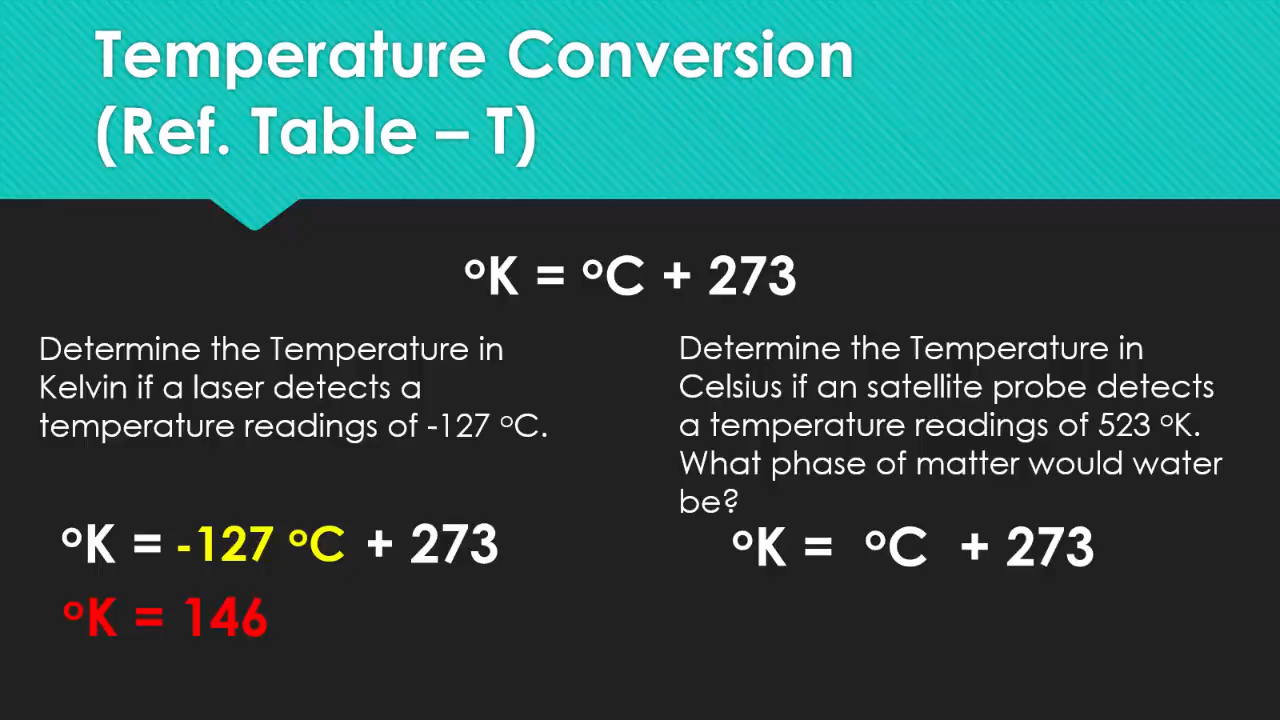 Temperature Conversion
(Ref. Table – T)
ᵒK = ᵒC + 273
Determine the Temperature in
Kelvin if a laser detects a
temperature readings of -127 ᵒC.
ᵒK = -127 ᵒC + 273
ᵒK = 146
Determine the Temperature in
Celsius if an satellite probe detects
a temperature readings of 523 ᵒK.
What phase of matter would water
be?
ᵒK = ᵒC + 273